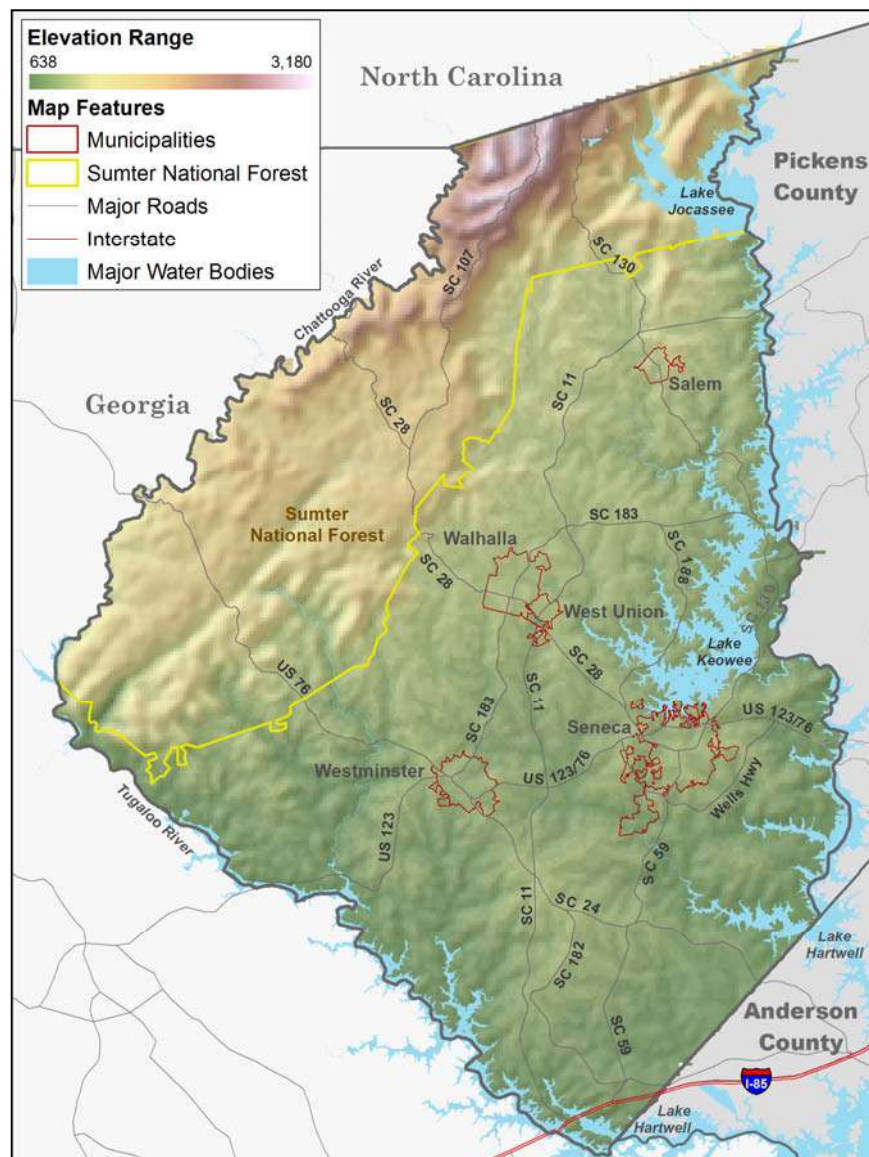 Elevation Range
638 3,180
Map Features
Municipalities
Sumter National Forest
Major Roads
Interstate
Major Water Bodies
North Carolina
Pickens
County
Lake
Jocassee
SC 130
SC 107
Chattooga River
Georgia
SC 28
SC 11
Salem
Sumter
National Forest
Walhalla
SC 183
SC 188
SC 28
West Union
SC 130
Lake
Keowee
US 76
SC 28
SC 11
SC 183
Seneca
US 123/76
Westminster
US 123/76
Wells Hwy
Tugaloo River
US 123
SC 59
SC 11
SC 24
SC 182
Lake
Hartwell
SC 59
Anderson
County
I-85
Lake
Hartwell